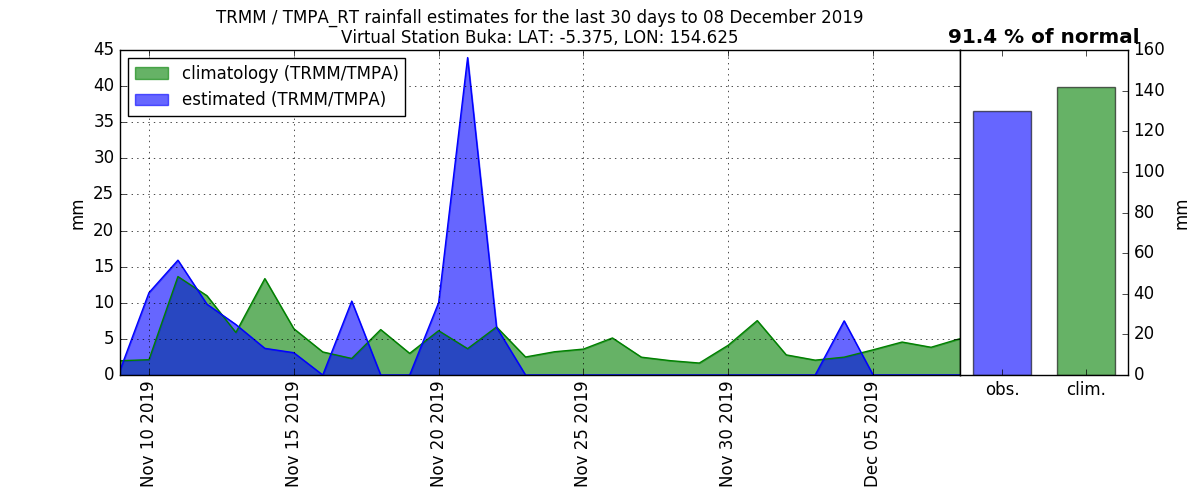 TRMM / TMPA_RT rainfall estimates for the last 30 days to 08 December 2019
Virtual Station Buka: LAT: -5.375, LON: 154.625
91.4 % of normal
climatology (TRMM/TMPA)
estimated (TRMM/TMPA)
mm
45
40
35
30
25
20
15
10
5
0
Nov 10 2019
Nov 15 2019
Nov 20 2019
Nov 25 2019
Nov 30 2019
Dec 05 2019
obs.
clim.
160
140
120
100
80
60
40
20
0
mm